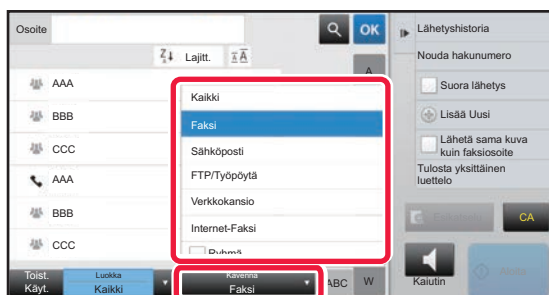 Osoite
OK
Lajitt.
A
AAA
BBB
CCC
AAA
BBB
CCC
Kaikki
Faksi
Sähköposti
FTP/Työpöytä
Verkkokansio
Internet-Faksi
Ryhmä
Toist.
Käyt.
Luokka
Kaikki
Kavenna
Faksi
ABC
W
Lähetyshistoria
Nouda hakunumero
Suora lähetys
Lisää Uusi
Lähetä sama kuva
kuin faksiosoite
Tulosta yksittäinen
luettelo
CA
Kaiutin